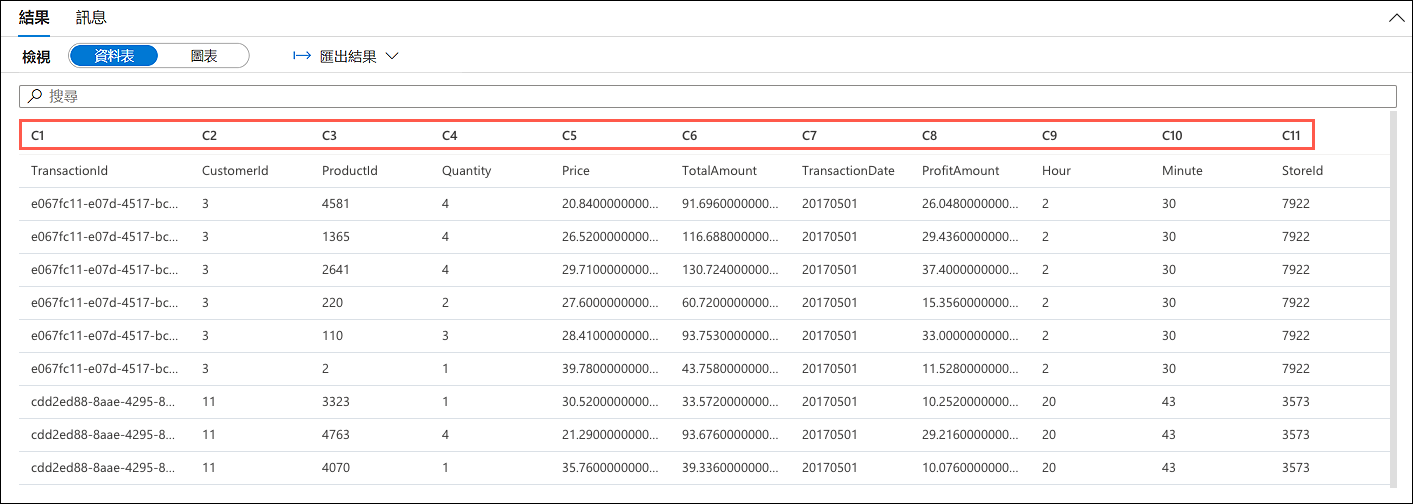 結果 訊息
檢視 資料表 圖表 匯出結果
搜尋
C1 C2 C3 C4 C5 C6 C7 C8 C9 C10 C11
TransactionId CustomerId ProductId Quantity Price TotalAmount TransactionDate ProfitAmount Hour Minute StoreId
e067fc11-e07d-4517-bc... 3 4581 4 20.8400000000... 91.6960000000... 20170501 26.0480000000... 2 30 7922
e067fc11-e07d-4517-bc... 3 1365 4 26.5200000000... 116.688000000... 20170501 29.4360000000... 2 30 7922
e067fc11-e07d-4517-bc... 3 2641 4 29.7100000000... 130.724000000... 20170501 37.4000000000... 2 30 7922
e067fc11-e07d-4517-bc... 3 220 2 27.6000000000... 60.7200000000... 20170501 15.3560000000... 2 30 7922
e067fc11-e07d-4517-bc... 3 110 3 28.4100000000... 93.7530000000... 20170501 33.0000000000... 2 30 7922
e067fc11-e07d-4517-bc... 3 2 1 39.7800000000... 43.7580000000... 20170501 11.5280000000... 2 30 7922
cdd2ed88-8aae-4295-8... 11 3323 1 30.5200000000... 33.5720000000... 20170501 10.2520000000... 20 43 3573
cdd2ed88-8aae-4295-8... 11 4763 4 21.2900000000... 93.6760000000... 20170501 29.2160000000... 20 43 3573
cdd2ed88-8aae-4295-8... 11 4070 1 35.7600000000... 39.3360000000... 20170501 10.0760000000... 20 43 3573